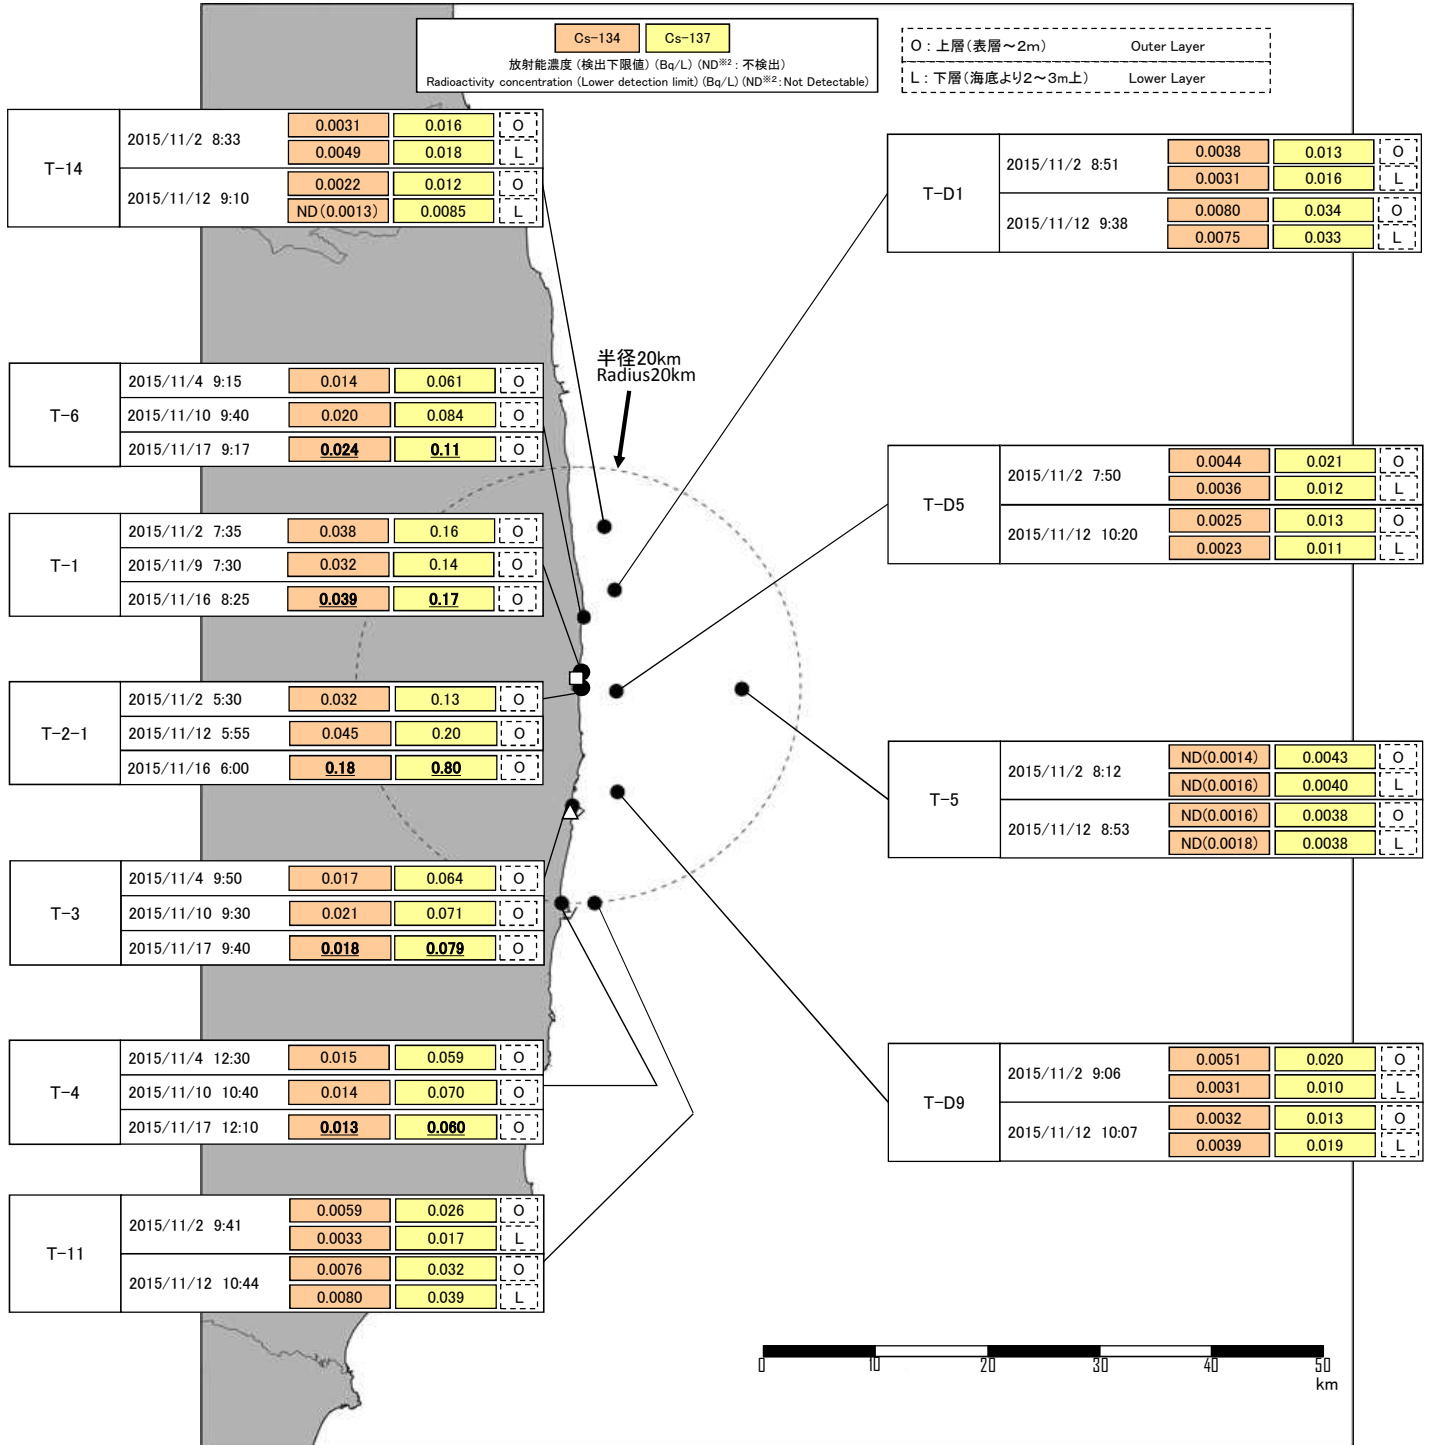 Cs-134 Cs-137
放射能濃度 (検出下限値) (Bq/L) (ND※2 : 不検出)
Radioactivity concentration (Lower detection limit) (Bq/L) (ND※2 : Not Detectable)
O : 上層(表層～2m) Outer Layer
L : 下層(海底より2～3m上) Lower Layer
T-14
2015/11/2 8:33
0.0031 0.016 O
0.0049 0.018 L
2015/11/12 9:10
0.0022 0.012 O
ND(0.0013) 0.0085 L
T-6
2015/11/4 9:15 0.014 0.061 O
2015/11/10 9:40 0.020 0.084 O
2015/11/17 9:17 0.024 0.11 O
T-1
2015/11/2 7:35 0.038 0.16 O
2015/11/9 7:30 0.032 0.14 O
2015/11/16 8:25 0.039 0.17 O
T-2-1
2015/11/2 5:30 0.032 0.13 O
2015/11/12 5:55 0.045 0.20 O
2015/11/16 6:00 0.18 0.80 O
T-3
2015/11/4 9:50 0.017 0.064 O
2015/11/10 9:30 0.021 0.071 O
2015/11/17 9:40 0.018 0.079 O
T-4
2015/11/4 12:30 0.015 0.059 O
2015/11/10 10:40 0.014 0.070 O
2015/11/17 12:10 0.013 0.060 O
T-11
2015/11/2 9:41
0.0059 0.026 O
0.0033 0.017 L
2015/11/12 10:44
0.0076 0.032 O
0.0080 0.039 L
半径20km
Radius20km
T-D1
2015/11/2 8:51
0.0038 0.013 O
0.0031 0.016 L
2015/11/12 9:38
0.0080 0.034 O
0.0075 0.033 L
T-D5
2015/11/2 7:50
0.0044 0.021 O
0.0036 0.012 L
2015/11/12 10:20
0.0025 0.013 O
0.0023 0.011 L
T-5
2015/11/2 8:12
ND(0.0014) 0.0043 O
ND(0.0016) 0.0040 L
2015/11/12 8:53
ND(0.0016) 0.0038 O
ND(0.0018) 0.0038 L
T-D9
2015/11/2 9:06
0.0051 0.020 O
0.0031 0.010 L
2015/11/12 10:07
0.0032 0.013 O
0.0039 0.019 L
0 10 20 30 40 50
km